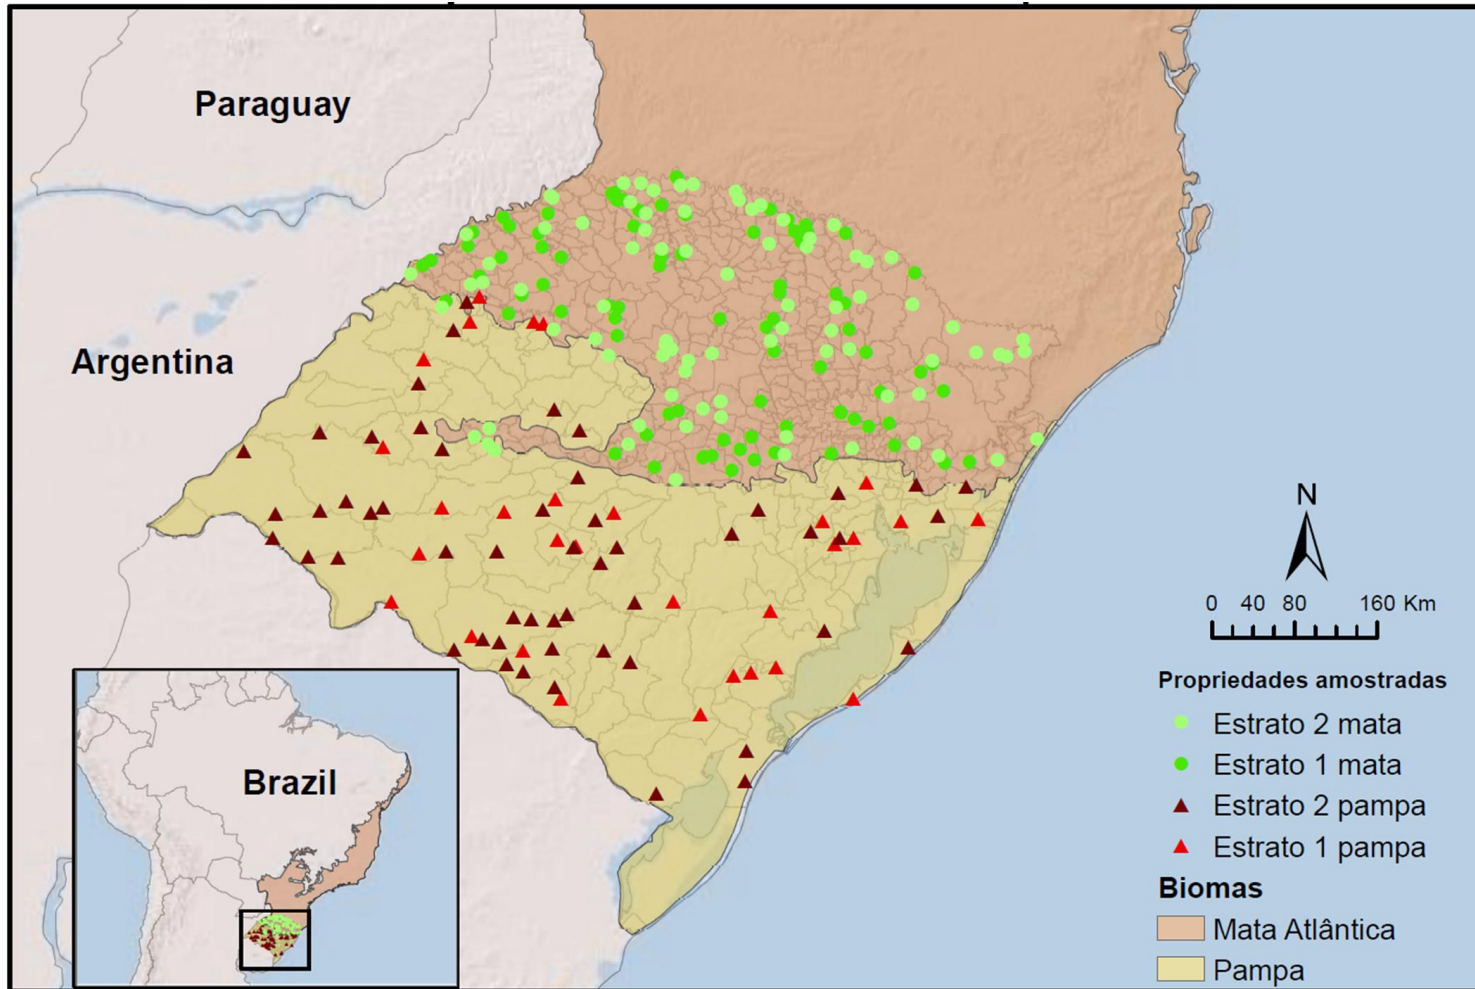 Paraguay
Argentina
N
0 40 80 160 Km
Propriedades amostradas
Estrato 2 mata
Estrato 1 mata
Estrato 2 pampa
Estrato 1 pampa
Biomas
Mata Atlântica
Pampa
Brazil